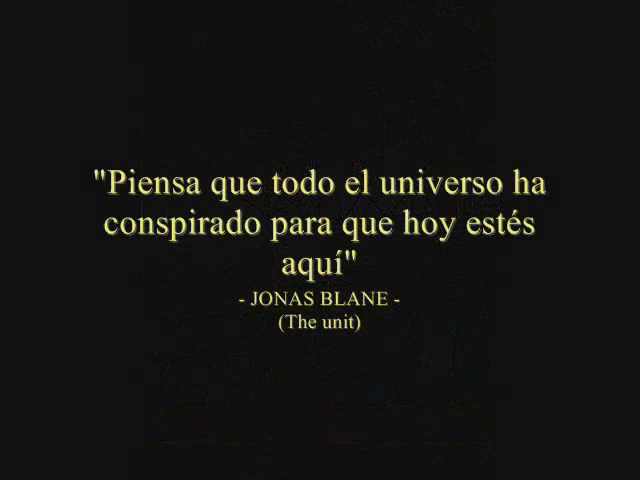 "Piensa que todo el universo ha
conspirado para que hoy estés
aquí"
- JONAS BLANE -
(The unit)